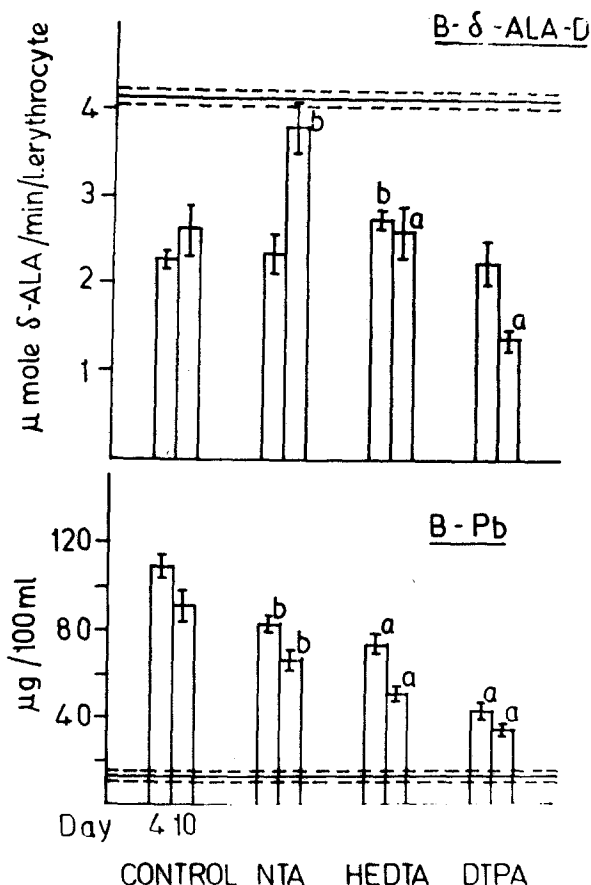 B-δ-ALA-D
μmole δ-ALA/min/l.erythrocyte
4
3
2
1
b
b
a
a
B-Pb
μg/100ml
120
80
40
b
b
a
a
a
a
Day 4 10
CONTROL NTA HEDTA DTPA